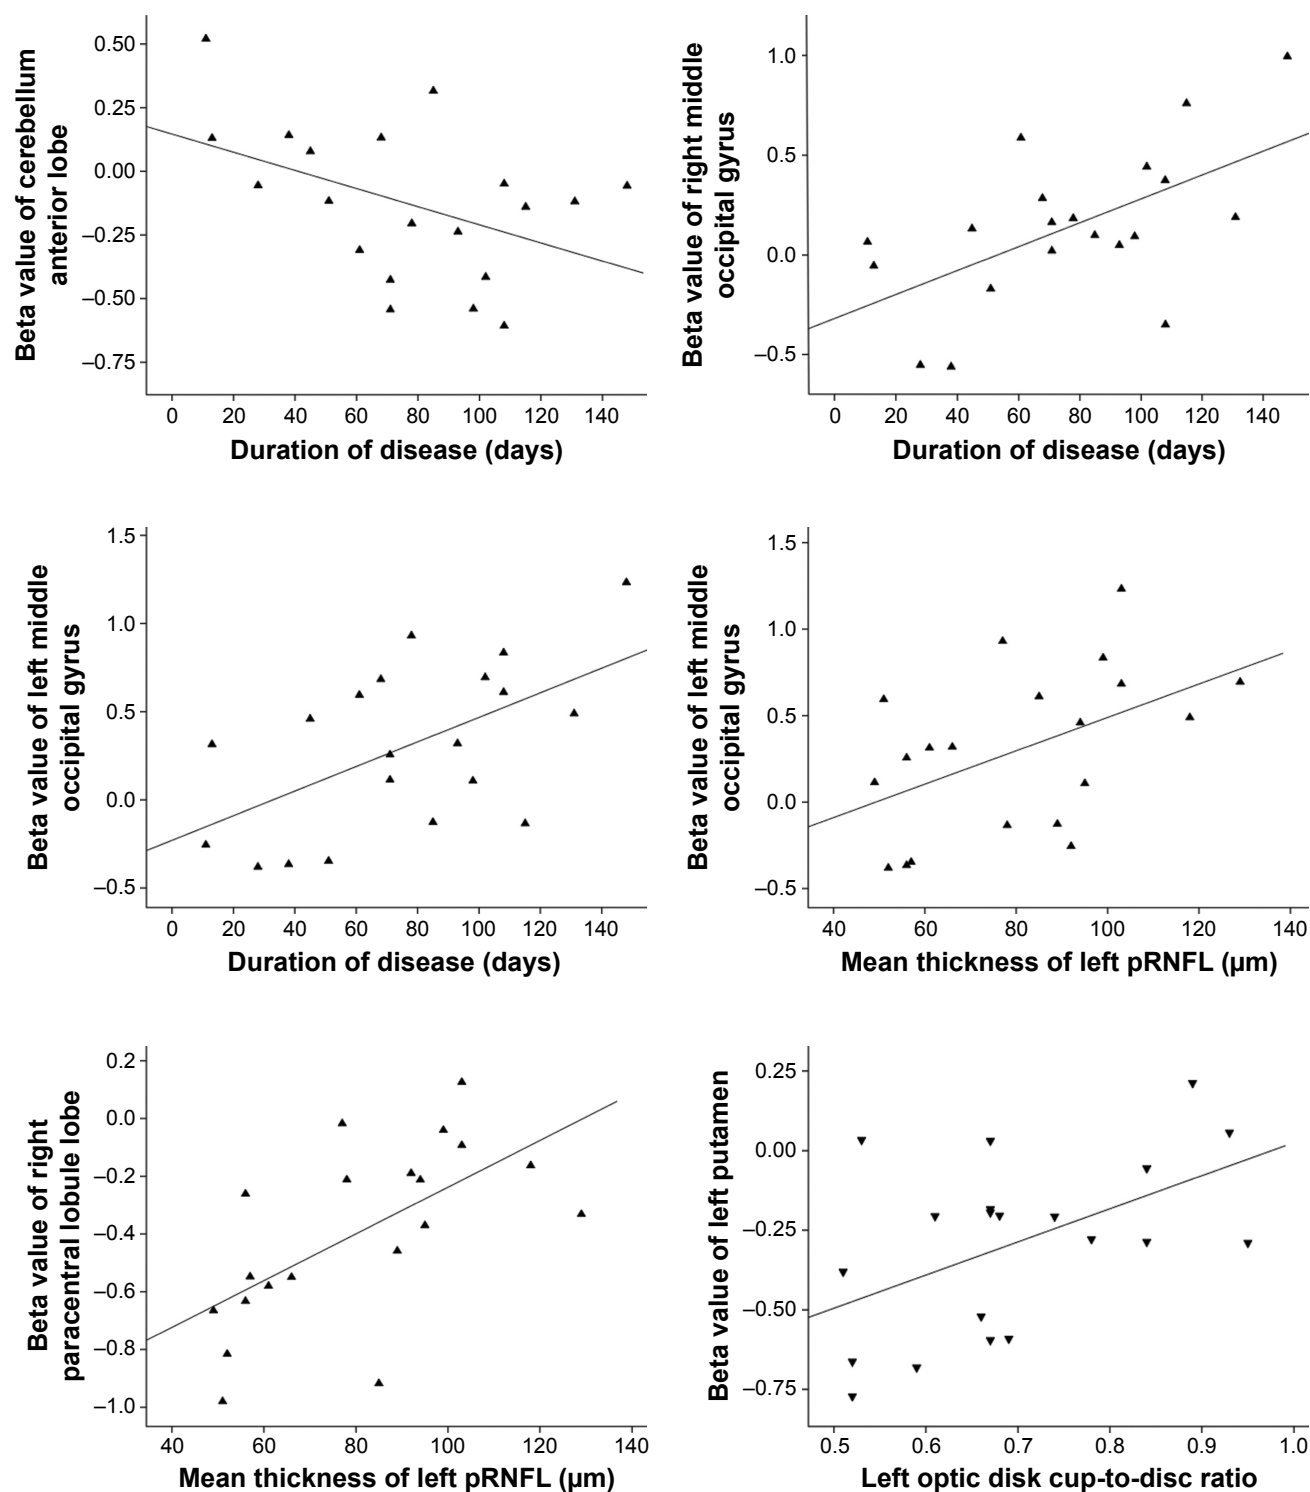 Beta value of cerebellum
anterior lobe
0.50
0.25
0.00
–0.25
–0.50
–0.75
0 20 40 60 80 100 120 140
Duration of disease (days)
Beta value of right middle
occipital gyrus
1.0
0.5
0.0
–0.5
0 20 40 60 80 100 120 140
Duration of disease (days)
Beta value of left middle
occipital gyrus
1.5
1.0
0.5
0.0
–0.5
0 20 40 60 80 100 120 140
Duration of disease (days)
Beta value of left middle
occipital gyrus
1.5
1.0
0.5
0.0
–0.5
40 60 80 100 120 140
Mean thickness of left pRNFL (µm)
Beta value of right
paracentral lobule lobe
0.2
0.0
–0.2
–0.4
–0.6
–0.8
–1.0
40 60 80 100 120 140
Mean thickness of left pRNFL (µm)
Beta value of left putamen
0.25
0.00
–0.25
–0.50
–0.75
0.5 0.6 0.7 0.8 0.9 1.0
Left optic disk cup-to-disc ratio